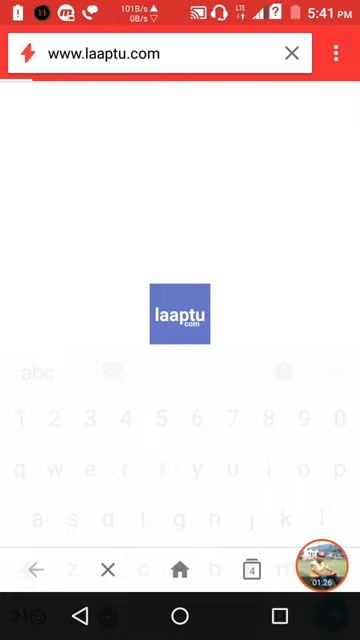 101B/s ▲
0B/s ▽
11
LTE
5:41 PM
www.laaptu.com
laaptu
com
abc
1 2 3 4 5 6 7 8 9 0
q w e r t y u i o p
a s d f g h j k l
z c b m
4
01:26